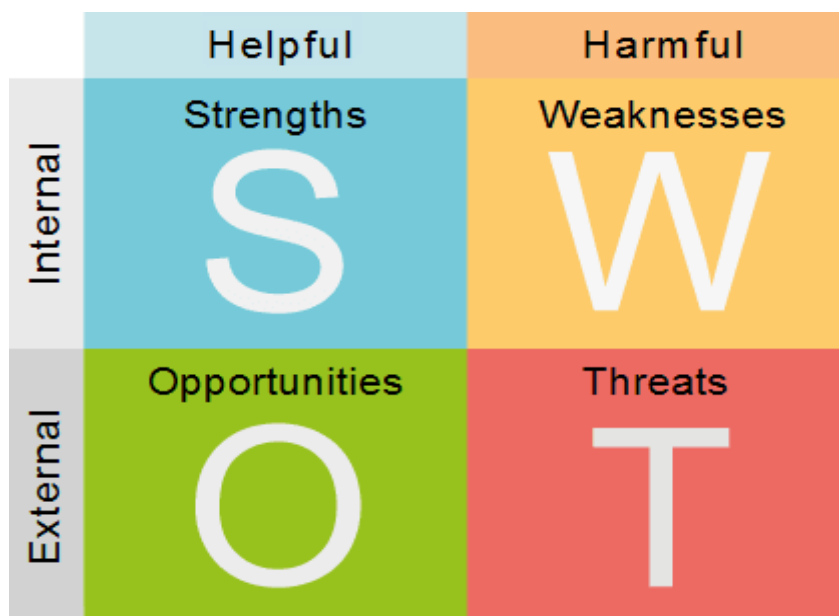 Helpful
Harmful
Internal
Strengths
S
Weaknesses
W
External
Opportunities
O
Threats
T